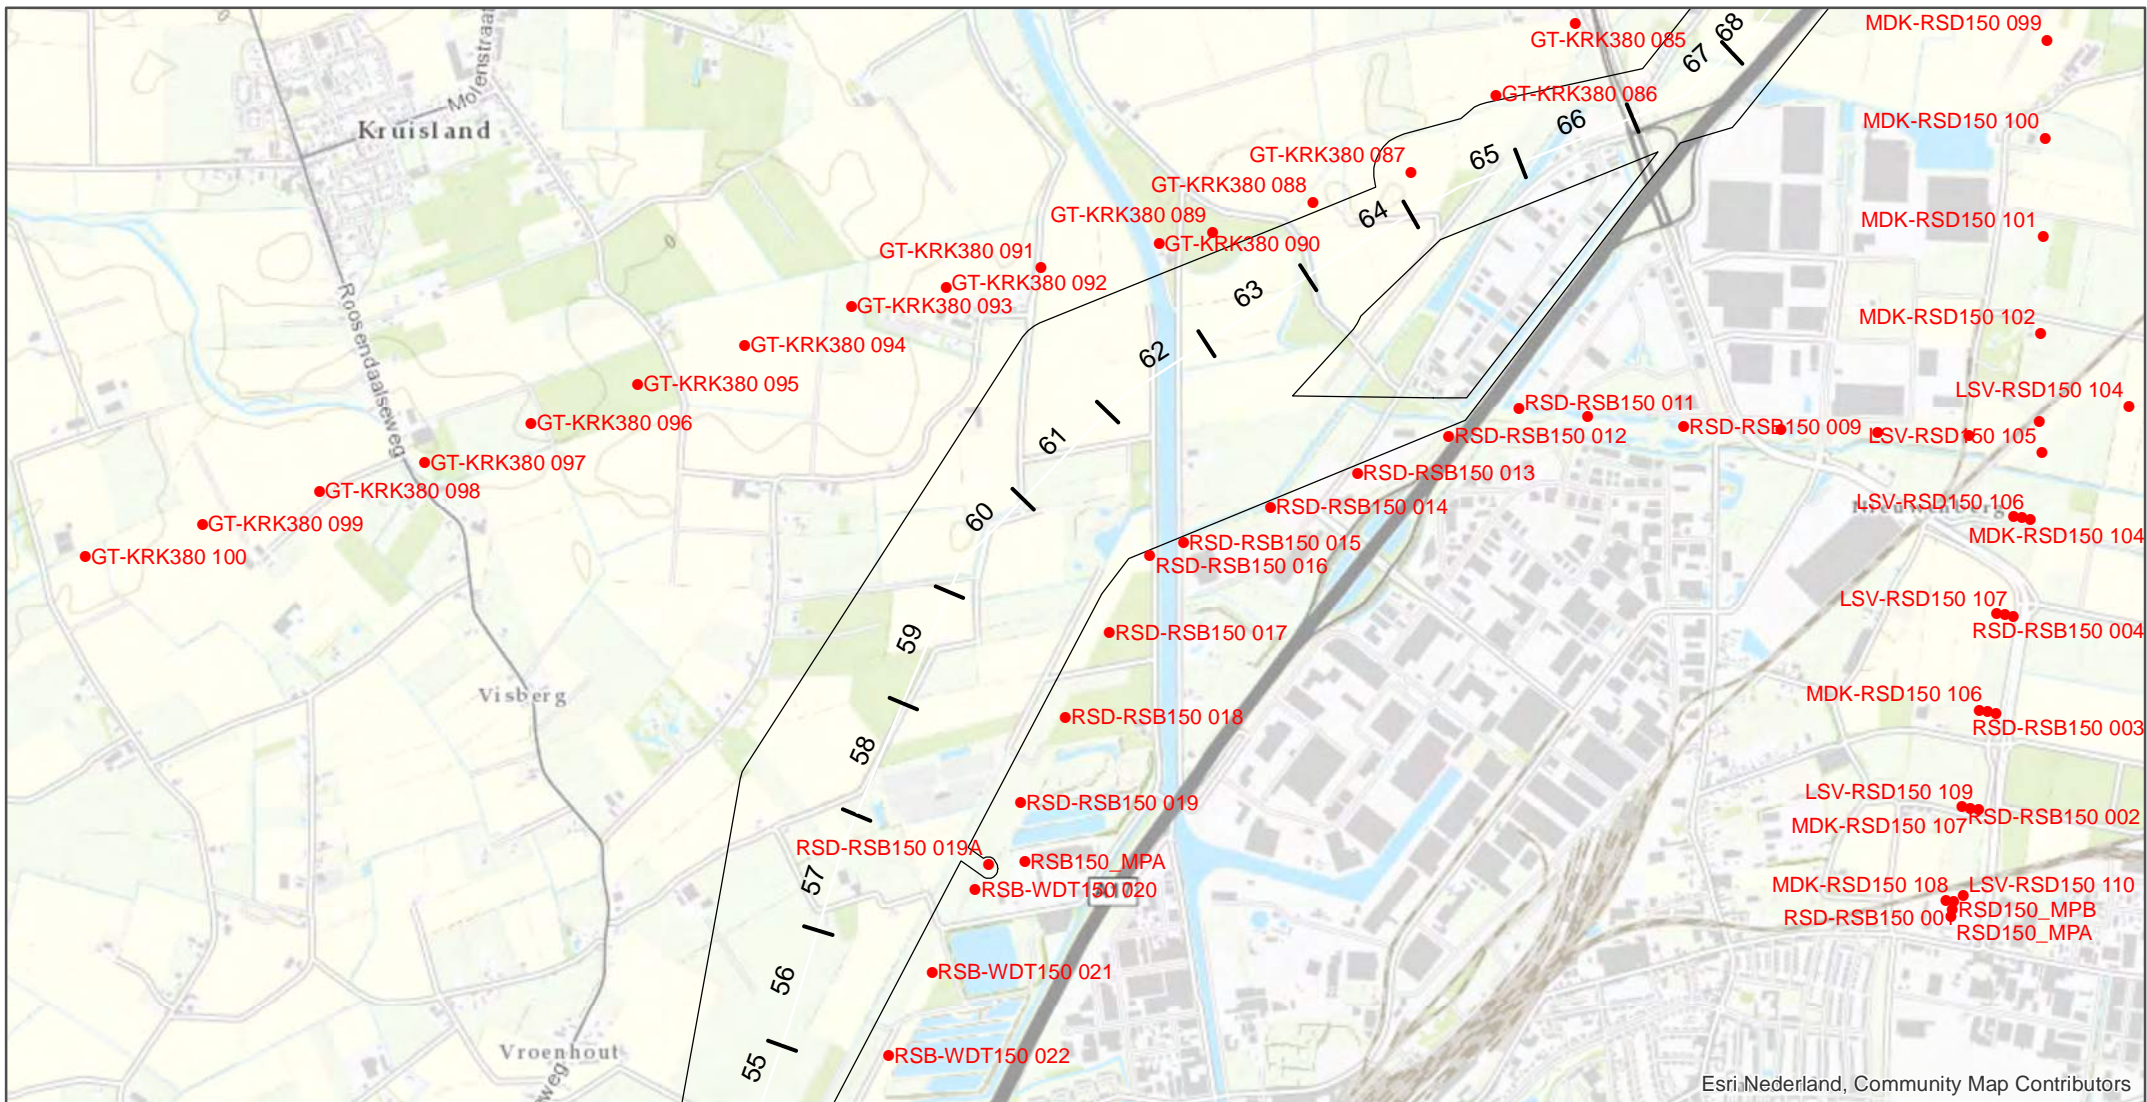 GT-KRK380 085
MDK-RSD150 099
68
67
Molenstraat
GT-KRK380 086
66
Kruisland
MDK-RSD150 100
GT-KRK380 087
65
GT-KRK380 088
64
GT-KRK380 089
GT-KRK380 090
MDK-RSD150 101
GT-KRK380 091
GT-KRK380 092
63
GT-KRK380 093
MDK-RSD150 102
GT-KRK380 094
62
Roosendaalseweg
GT-KRK380 095
LSV-RSD150 104
RSD-RSB150 011
GT-KRK380 096
RSD-RSB150 009
RSD-RSB150 012
LSV-RSD150 105
61
GT-KRK380 097
RSD-RSB150 013
GT-KRK380 098
LSV-RSD150 106
RSD-RSB150 014
60
GT-KRK380 099
MDK-RSD150 104
RSD-RSB150 015
GT-KRK380 100
RSD-RSB150 016
LSV-RSD150 107
59
RSD-RSB150 017
RSD-RSB150 004
Visberg
MDK-RSD150 106
RSD-RSB150 018
RSD-RSB150 003
58
LSV-RSD150 109
RSD-RSB150 019
RSD-RSB150 002
MDK-RSD150 107
RSD-RSB150 019A
RSB150_MPA
57
RSB-WDT150 020
MDK-RSD150 108
LSV-RSD150 110
RSD150_MPB
RSD-RSB150 001
RSD150_MPA
RSB-WDT150 021
56
Vroenhout
RSB-WDT150 022
55
weg
Esri Nederland, Community Map Contributors